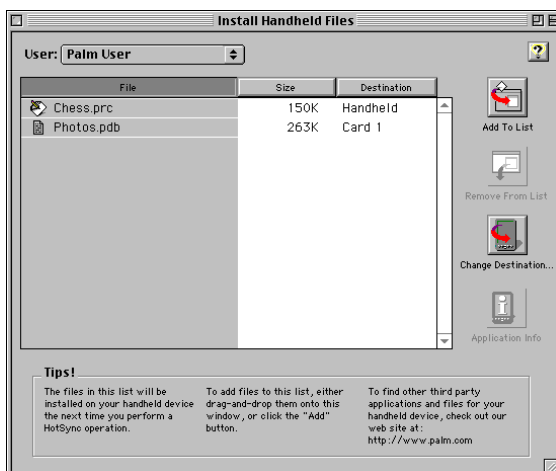 Install Handheld Files
User: Palm User
?
File Size Destination
Chess.prc 150K Handheld
Photos.pdb 263K Card 1
Add To List
Remove From List
Change Destination...
Application Info
Tips!
The files in this list will be
installed on your handheld device
the next time you perform a
HotSync operation.
To add files to this list, either
drag-and-drop them onto this
window, or click the "Add"
button.
To find other third party
applications and files for your
handheld device, check out our
web site at:
http://www.palm.com